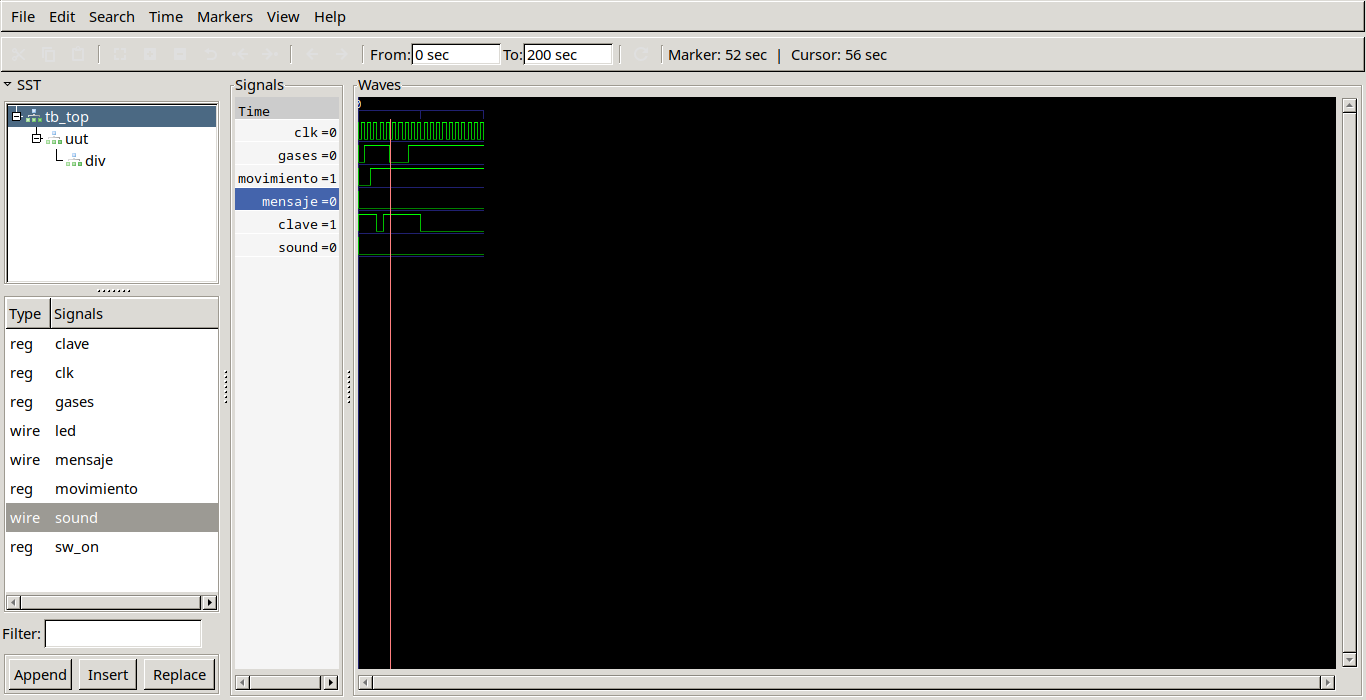 File Edit Search Time Markers View Help
From: 0 sec To: 200 sec Marker: 52 sec | Cursor: 56 sec
SST
tb_top
uut
div
Type Signals
reg clave
reg clk
reg gases
wire led
wire mensaje
reg movimiento
wire sound
reg sw_on
Filter:
Append Insert Replace
Signals
Time
clk =0
gases =0
movimiento =1
mensaje =0
clave =1
sound =0
Waves
0